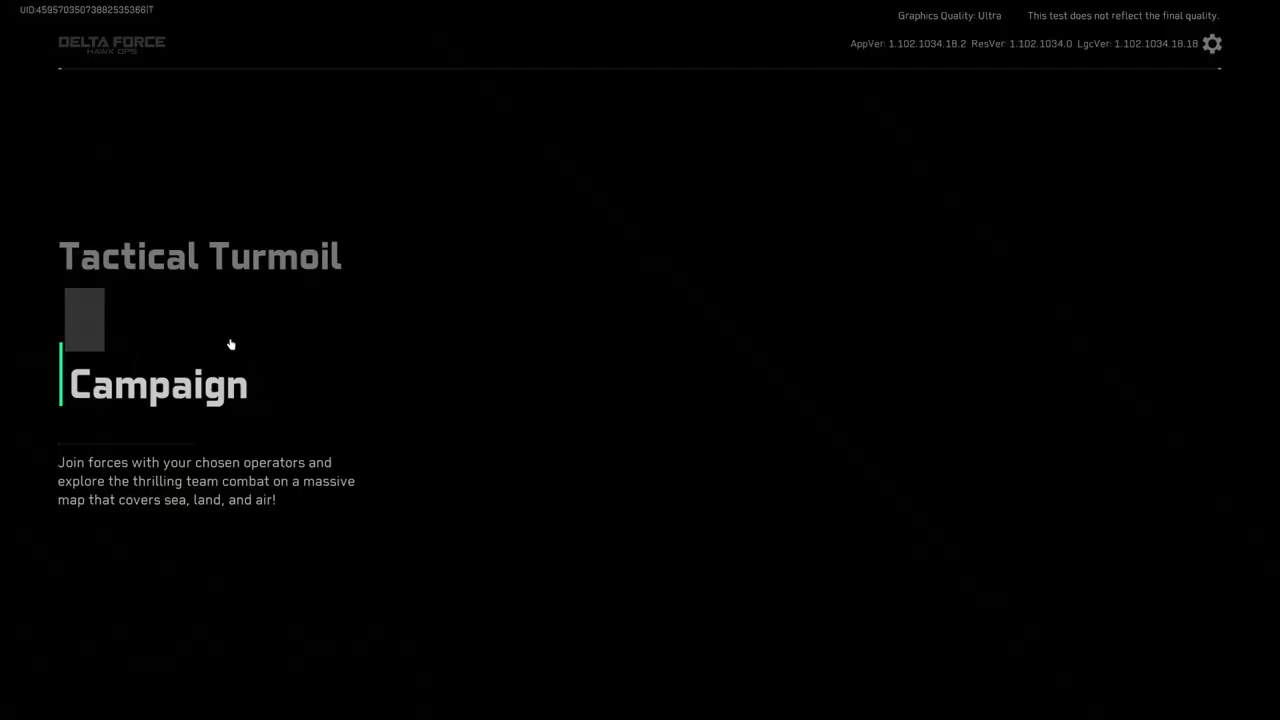 UID:45957035073882535366IT
Graphics Quality: Ultra This test does not reflect the final quality.
DELTA FORCE
HAWK OPS
AppVer: 1.102.1034.18.2 ResVer: 1.102.1034.0 LgcVer: 1.102.1034.18.18
Tactical Turmoil
Campaign
Join forces with your chosen operators and
explore the thrilling team combat on a massive
map that covers sea, land, and air!